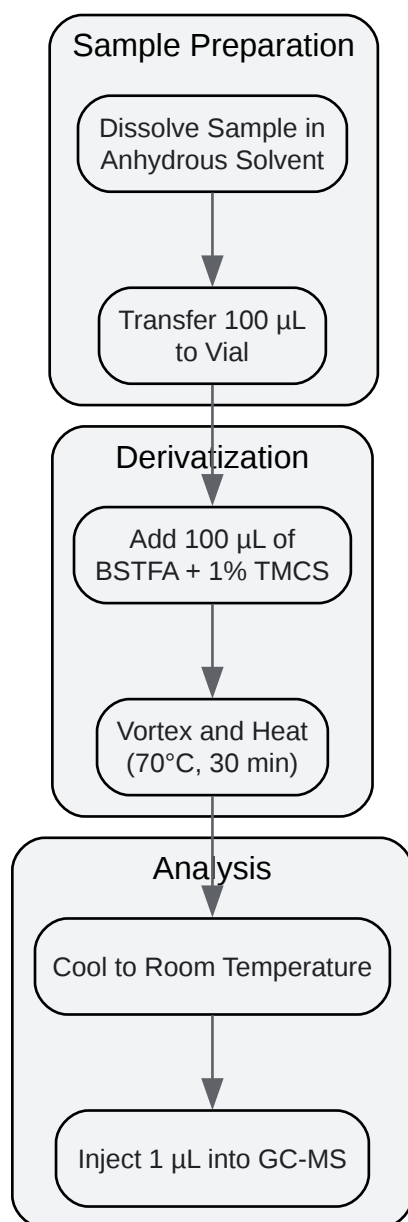 Sample Preparation
Dissolve Sample in
Anhydrous Solvent
Transfer 100 µL
to Vial
Derivatization
Add 100 µL of
BSTFA + 1% TMCS
Vortex and Heat
(70°C, 30 min)
Analysis
Cool to Room Temperature
Inject 1 µL into GC-MS